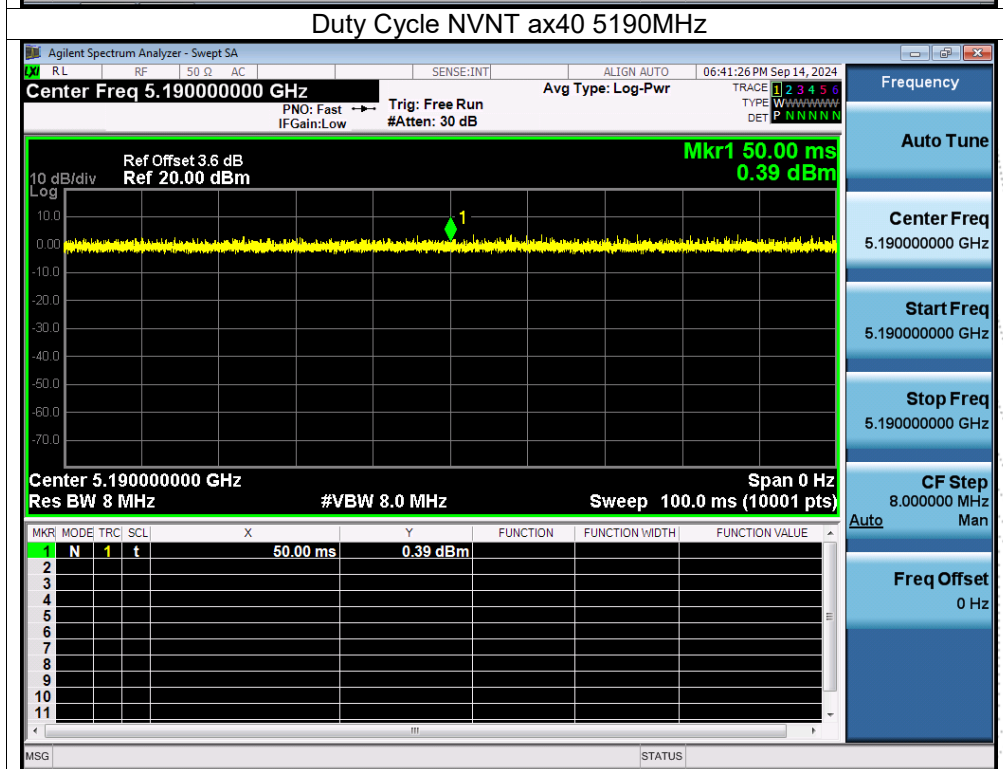 Duty Cycle NVNT ax40 5190MHz
Agilent Spectrum Analyzer - Swept SA
LXI RL RF 50 Ω AC SENSE:INT ALIGN AUTO 06:41:26 PM Sep 14, 2024
Center Freq 5.190000000 GHz
PNO: Fast
IFGain:Low
Trig: Free Run
#Atten: 30 dB
Avg Type: Log-Pwr
TRACE 1 2 3 4 5 6
TYPE WWWWWW
DET P N N N N N
Mkr1 50.00 ms
0.39 dBm
Ref Offset 3.6 dB
10 dB/div Ref 20.00 dBm
Log
10.0
0.00
-10.0
-20.0
-30.0
-40.0
-50.0
-60.0
-70.0
1
Center 5.190000000 GHz Span 0 Hz
Res BW 8 MHz #VBW 8.0 MHz Sweep 100.0 ms (10001 pts)
MKR MODE TRC SCL X Y FUNCTION FUNCTION WIDTH FUNCTION VALUE
1 N 1 t 50.00 ms 0.39 dBm
2
3
4
5
6
7
8
9
10
11
MSG STATUS
Frequency
Auto Tune
Center Freq
5.190000000 GHz
Start Freq
5.190000000 GHz
Stop Freq
5.190000000 GHz
CF Step
8.000000 MHz
Auto Man
Freq Offset
0 Hz